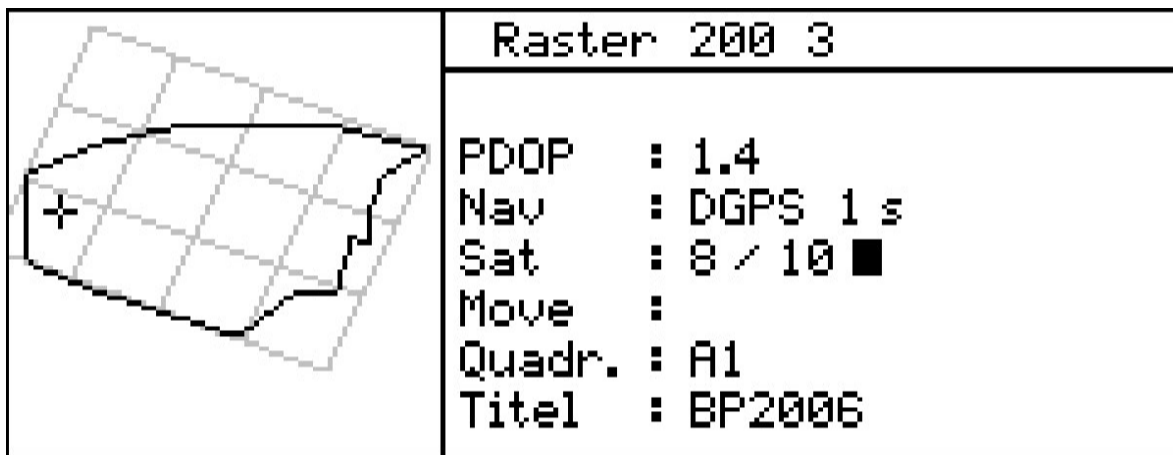 Raster 200 3
PDOP : 1.4
Nav : DGPS 1 s
Sat : 8 / 10
Move :
Quadr. : A1
Titel : BP2006